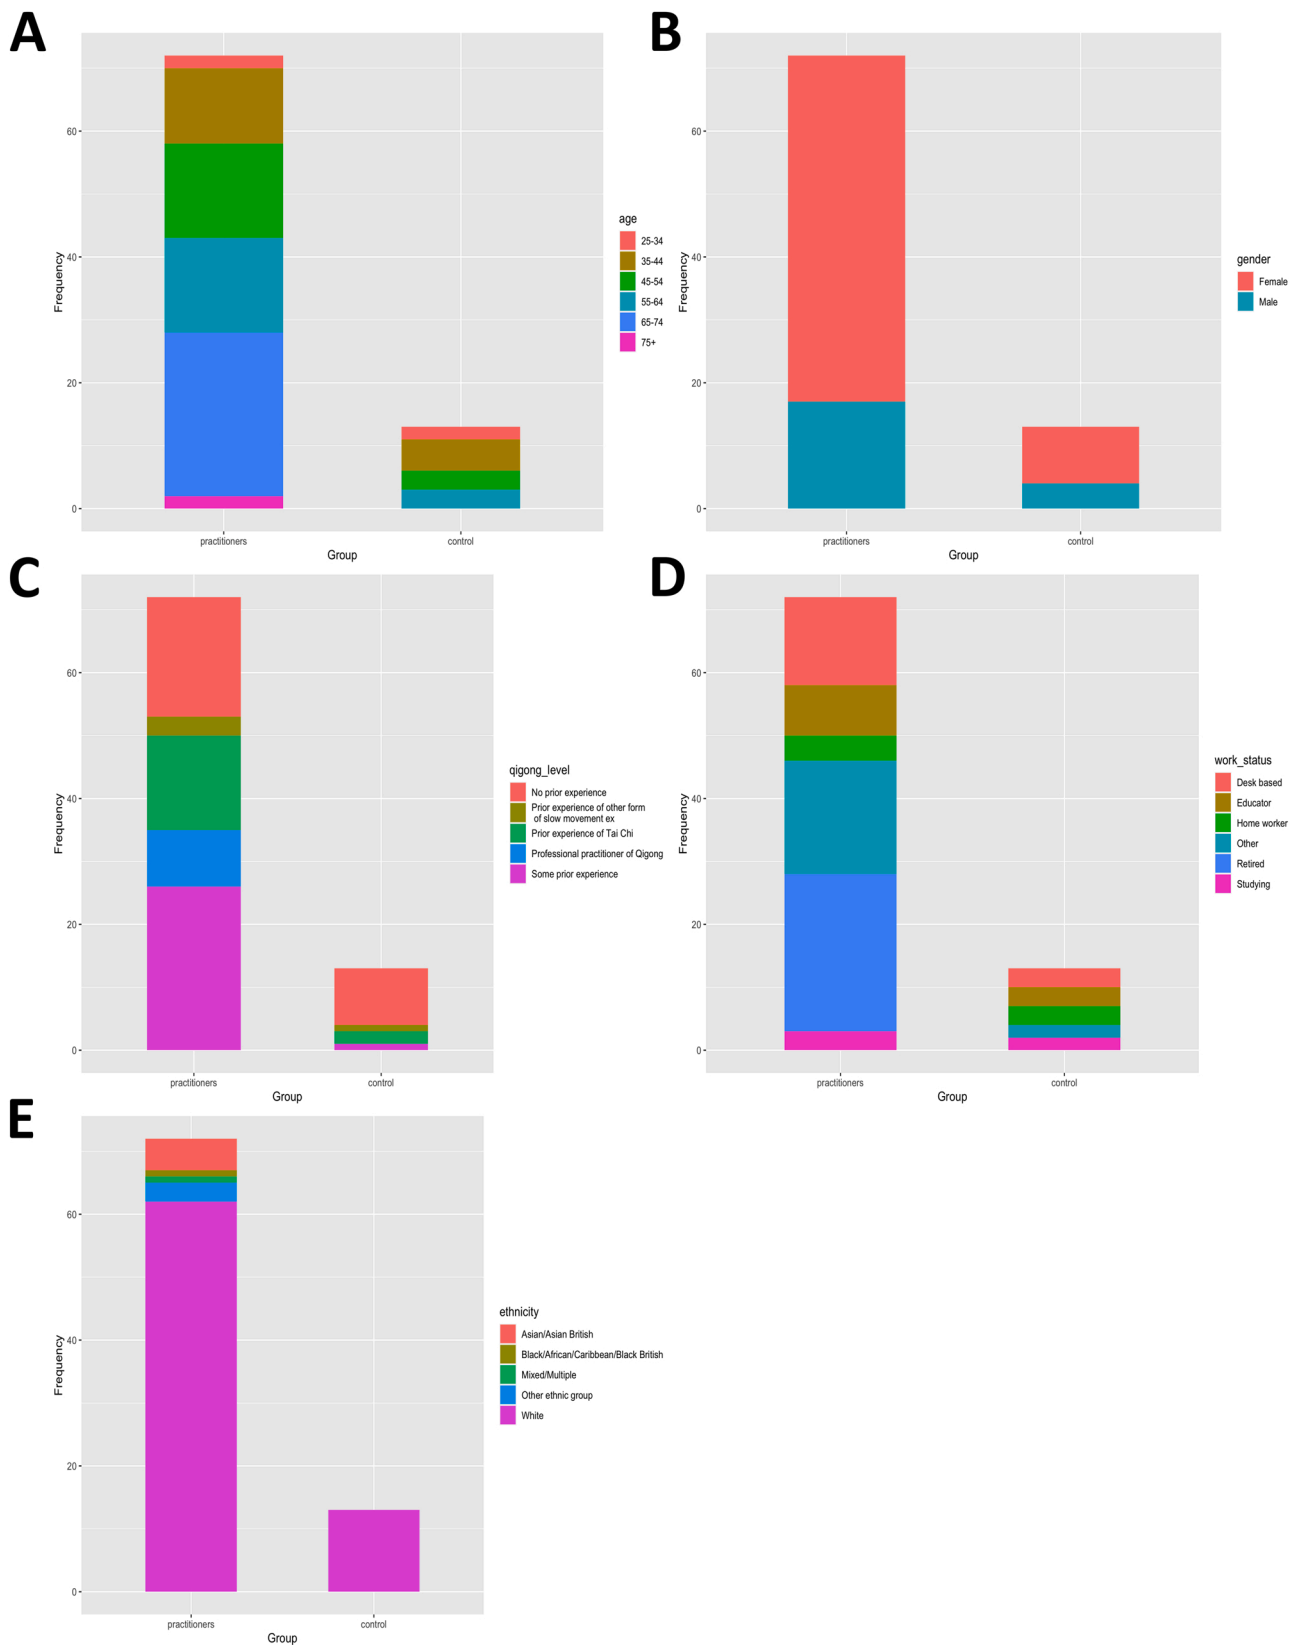 A
Frequency
60
40
20
0
practitioners
control
Group
age
25-34
35-44
45-54
55-64
65-74
75+
B
Frequency
60
40
20
0
practitioners
control
Group
gender
Female
Male
C
Frequency
60
40
20
0
practitioners
control
Group
qigong_level
No prior experience
Prior experience of other form
of slow movement ex
Prior experience of Tai Chi
Professional practitioner of Qigong
Some prior experience
D
Frequency
60
40
20
0
practitioners
control
Group
work_status
Desk based
Educator
Home worker
Other
Retired
Studying
E
Frequency
60
40
20
0
practitioners
control
Group
ethnicity
Asian/Asian British
Black/African/Caribbean/Black British
Mixed/Multiple
Other ethnic group
White